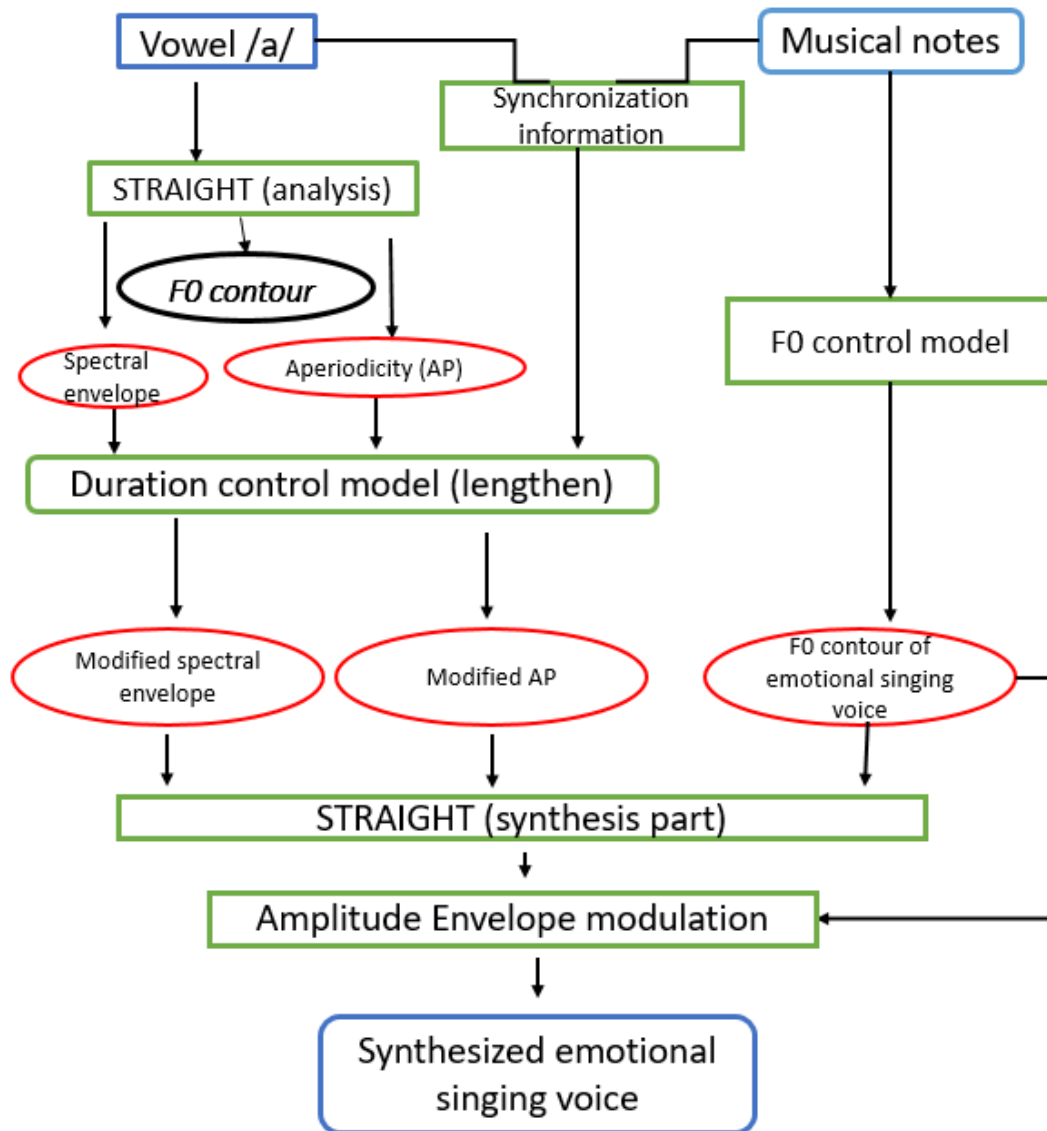 Vowel /a/
Musical notes
Synchronization
information
STRAIGHT (analysis)
F0 contour
Spectral
envelope
Aperiodicity (AP)
F0 control model
Duration control model (lengthen)
Modified spectral
envelope
Modified AP
F0 contour of
emotional singing
voice
STRAIGHT (synthesis part)
Amplitude Envelope modulation
Synthesized emotional
singing voice